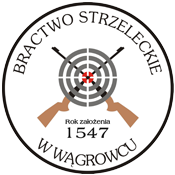 BRACTWO STRZELECKIE
Rok założenia
1547
W WĄGROWCU